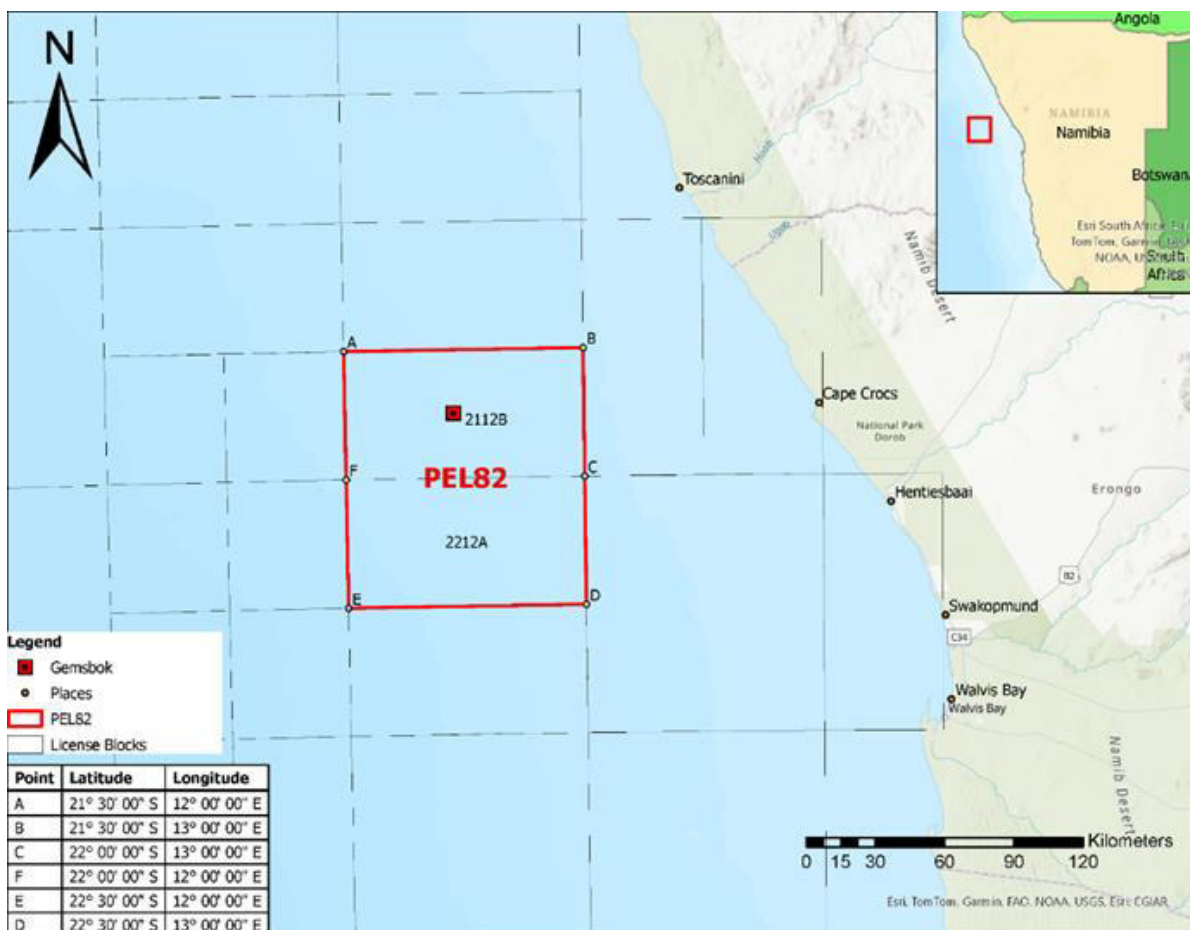 N
Angola
NAMIBIA
Namibia
Botswana
Esri South Africa, Esri
TomTom, Garmin,
NOAA,
South
Africa
Toscanini
Huab
Ugab
Namib Desert
A
B
2112B
Cape Crocs
National Park
Dorob
F
PEL82
C
Hentiesbaai
Erongo
2212A
B2
E
D
Swakopmund
C34
Walvis Bay
Walvis Bay
Namib Desert
Legend
Gemsbok
Places
PEL82
License Blocks
Point Latitude Longitude
A 21° 30' 00" S 12° 00' 00" E
B 21° 30' 00" S 13° 00' 00" E
C 22° 00' 00" S 13° 00' 00" E
F 22° 00' 00" S 12° 00' 00" E
E 22° 30' 00" S 12° 00' 00" E
D 22° 30' 00" S 13° 00' 00" E
Kilometers
0 15 30 60 90 120
Esri, TomTom, Garmin, FAO, NOAA, USGS, Esri, CGIAR